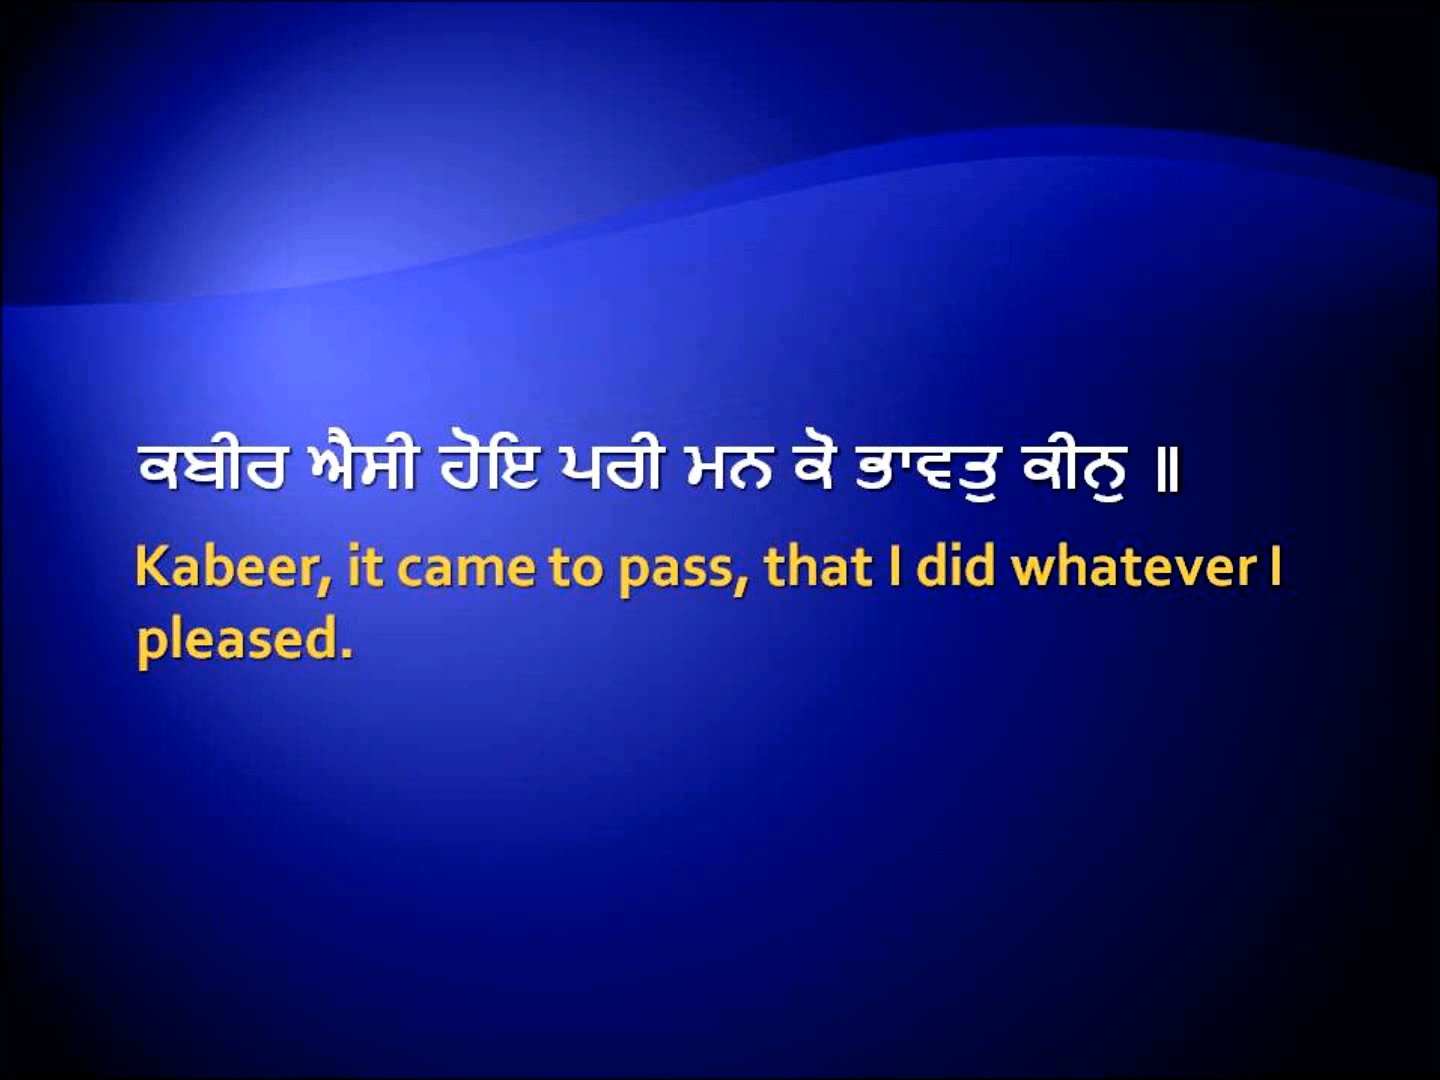 ਕਬੀਰ ਐਸੀ ਹੋਇ ਪਰੀ ਮਨ ਕੋ ਭਾਵਤੁ ਕੀਨੁ ॥
Kabeer, it came to pass, that I did whatever I
pleased.